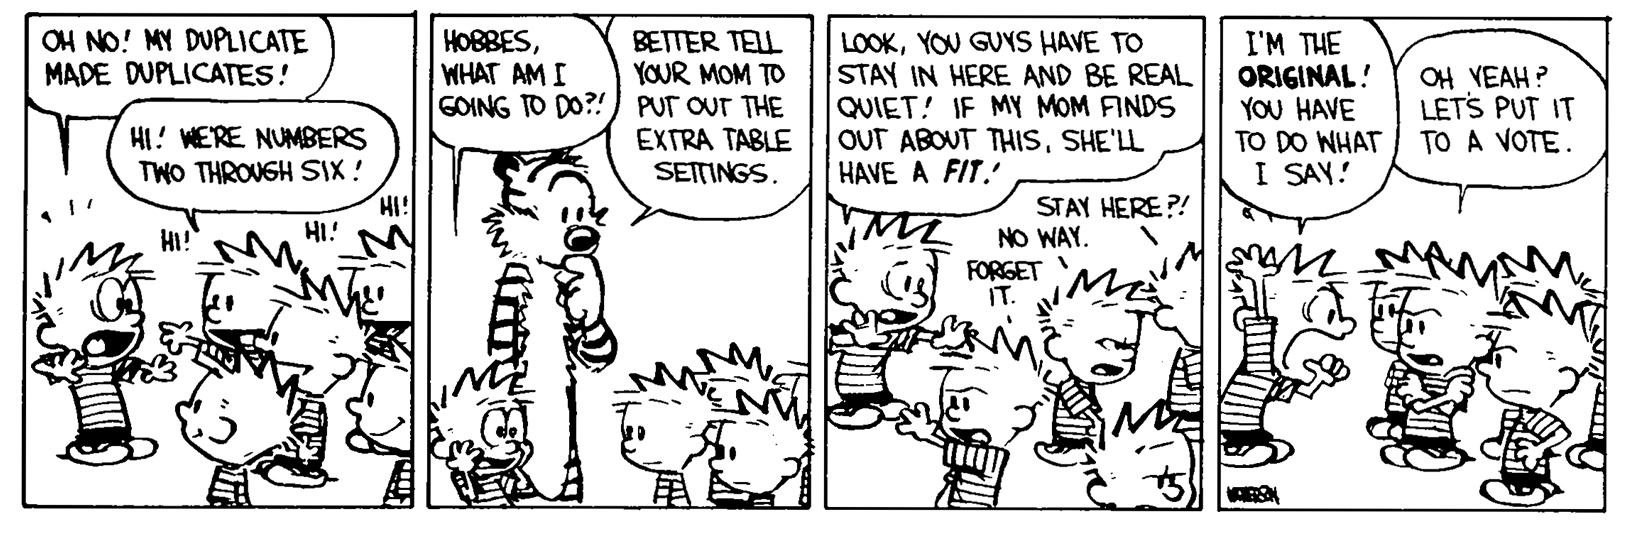 OH NO! MY DUPLICATE
MADE DUPLICATES!
HI! WE'RE NUMBERS
TWO THROUGH SIX!
HI!
HI!
HI!
HOBBES,
WHAT AM I
GOING TO DO?!
BETTER TELL
YOUR MOM TO
PUT OUT THE
EXTRA TABLE
SETTINGS.
LOOK, YOU GUYS HAVE TO
STAY IN HERE AND BE REAL
QUIET! IF MY MOM FINDS
OUT ABOUT THIS, SHE'LL
HAVE A FIT!
STAY HERE?!
NO WAY.
FORGET
IT.
I'M THE
ORIGINAL!
YOU HAVE
TO DO WHAT
I SAY!
OH YEAH?
LET'S PUT IT
TO A VOTE.
WATTERSON